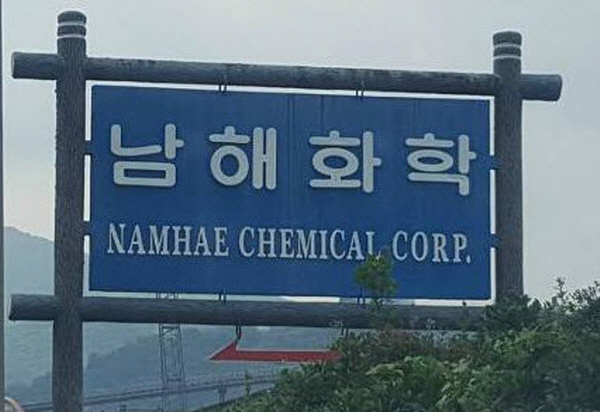 남해화학
NAMHAE CHEMICAL CORP.